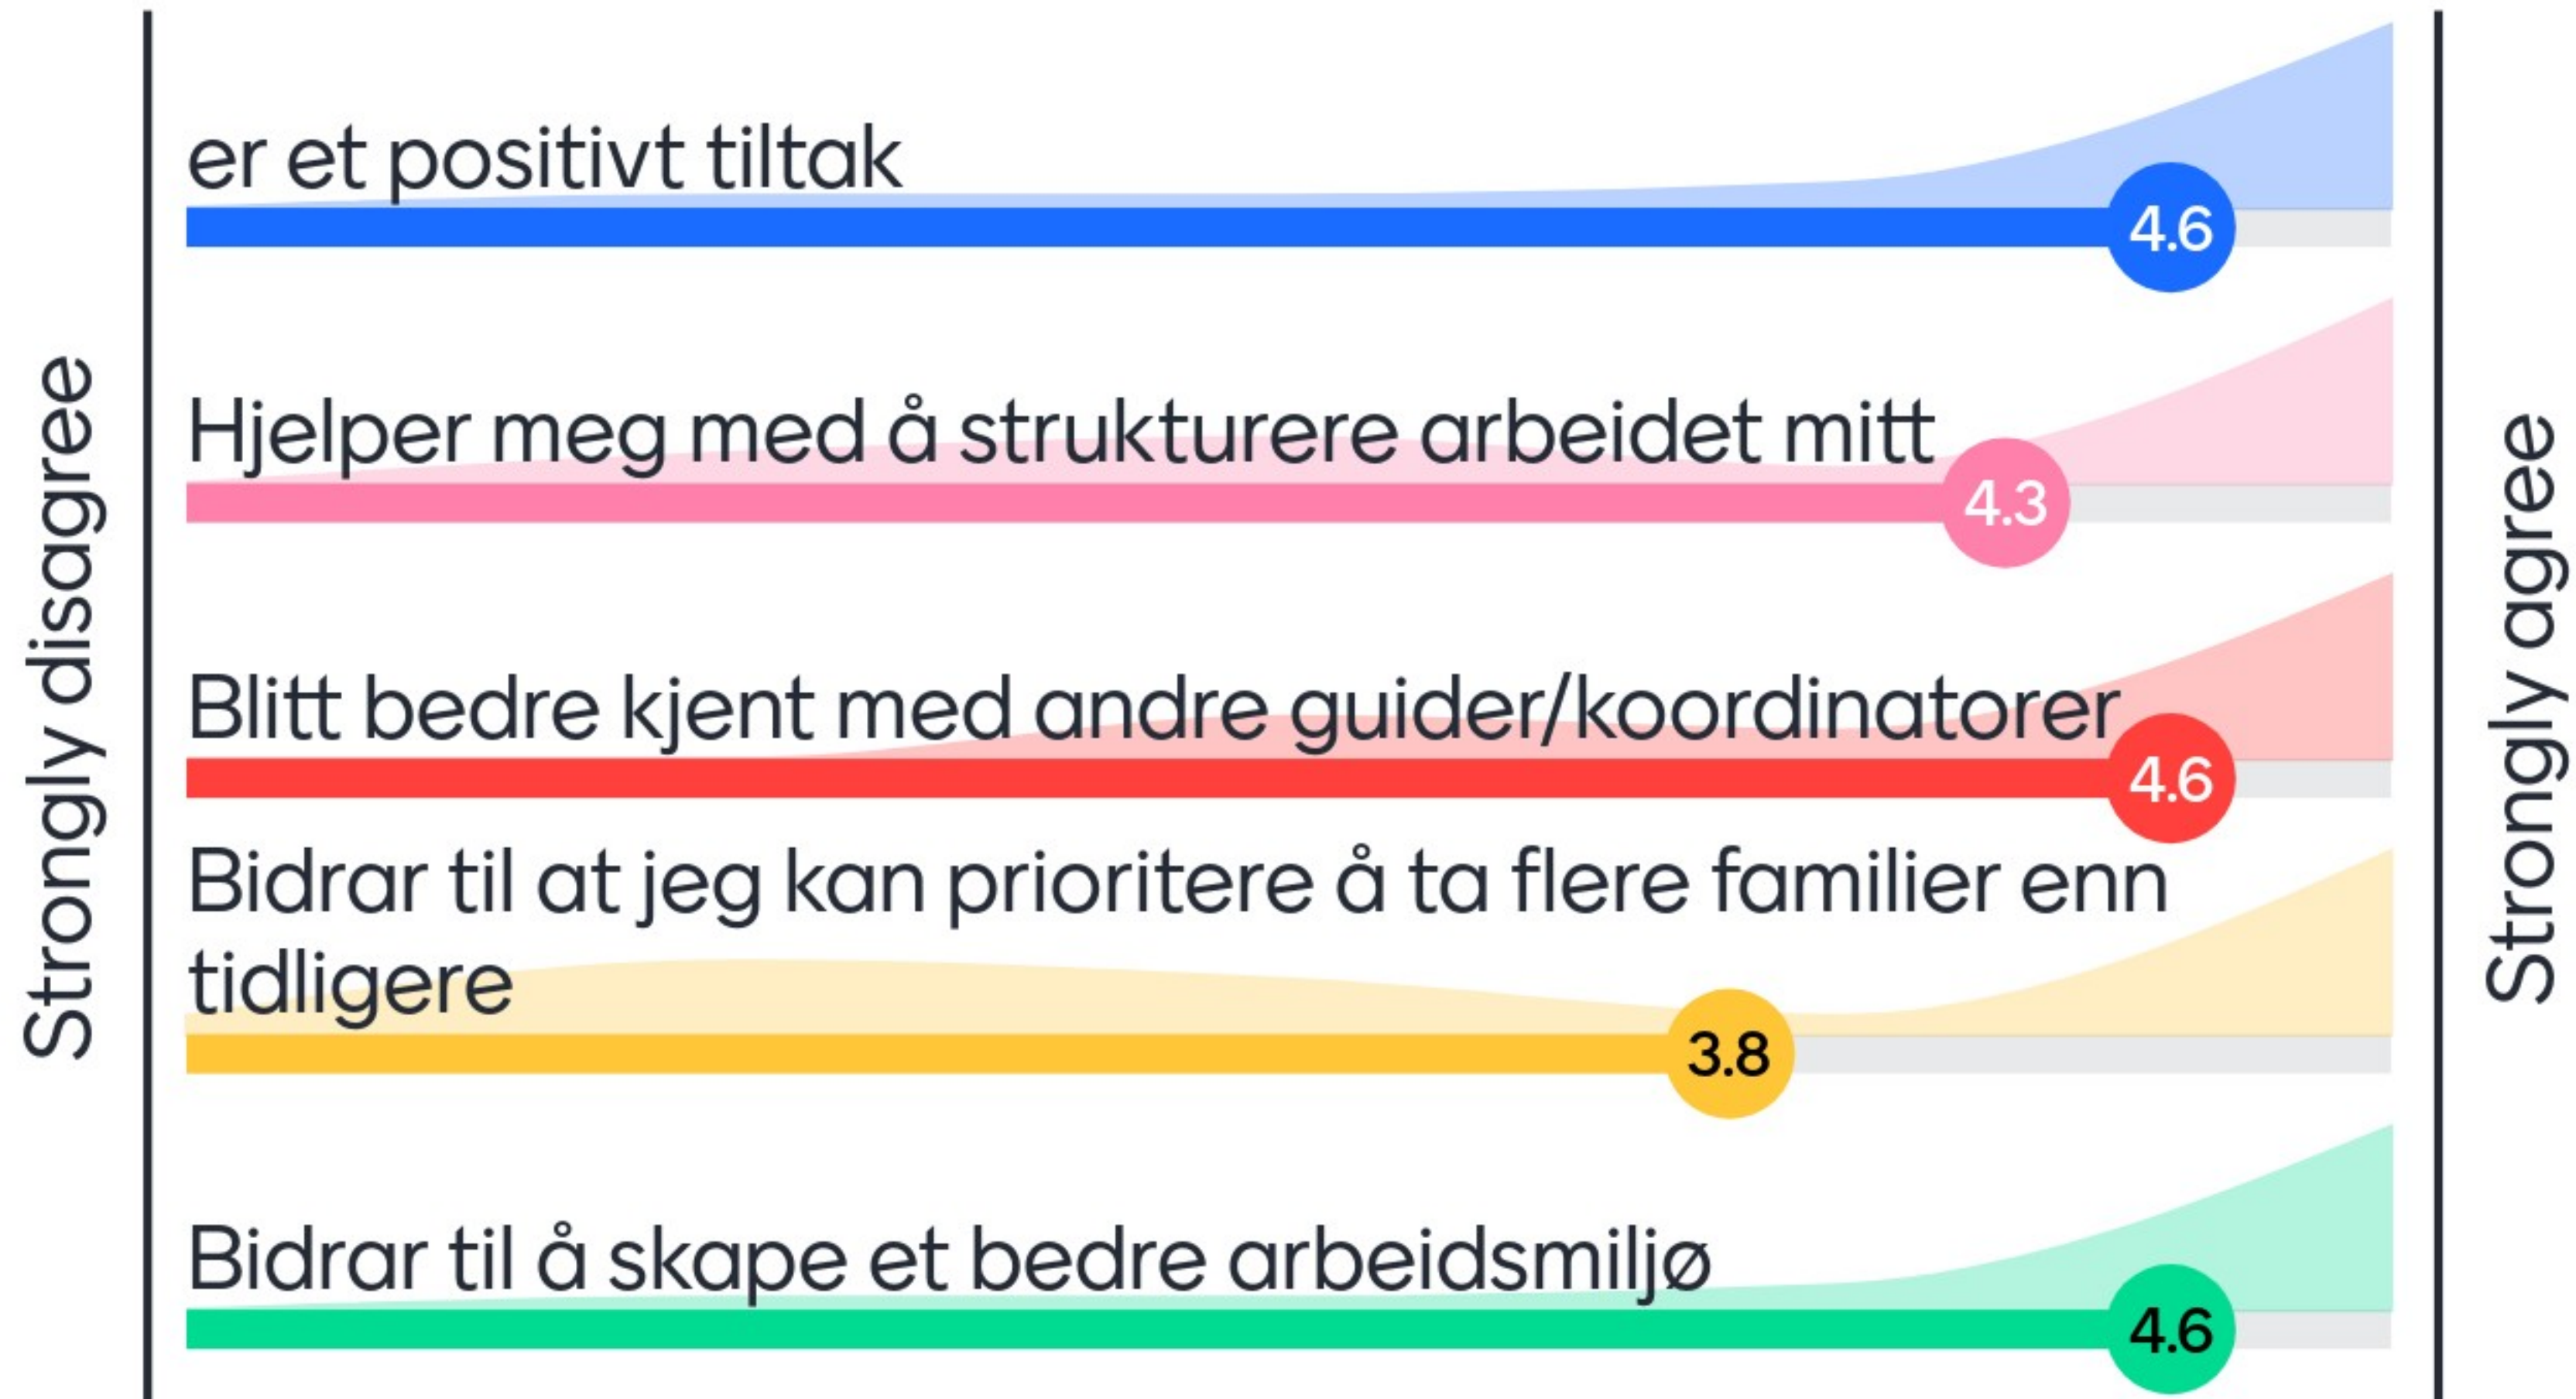 er et positivt tiltak
4.6
Hjelper meg med å strukturere arbeidet mitt
4.3
Blitt bedre kjent med andre guider/koordinatorer
4.6
Bidrar til at jeg kan prioritere å ta flere familier enn
tidligere
3.8
Bidrar til å skape et bedre arbeidsmiljø
4.6
Strongly disagree
Strongly agree